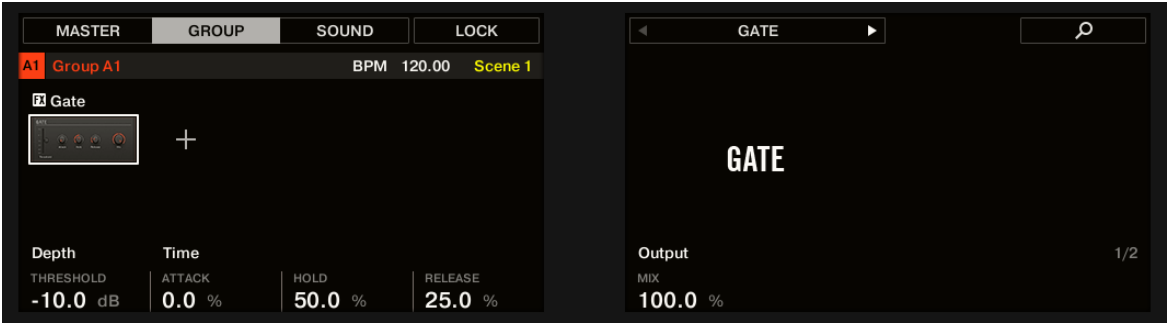 MASTER GROUP SOUND LOCK
A1 Group A1 BPM 120.00 Scene 1
FX Gate
+
Depth Time
THRESHOLD ATTACK HOLD RELEASE
-10.0 dB 0.0 % 50.0 % 25.0 %
GATE
GATE
Output 1/2
MIX
100.0 %